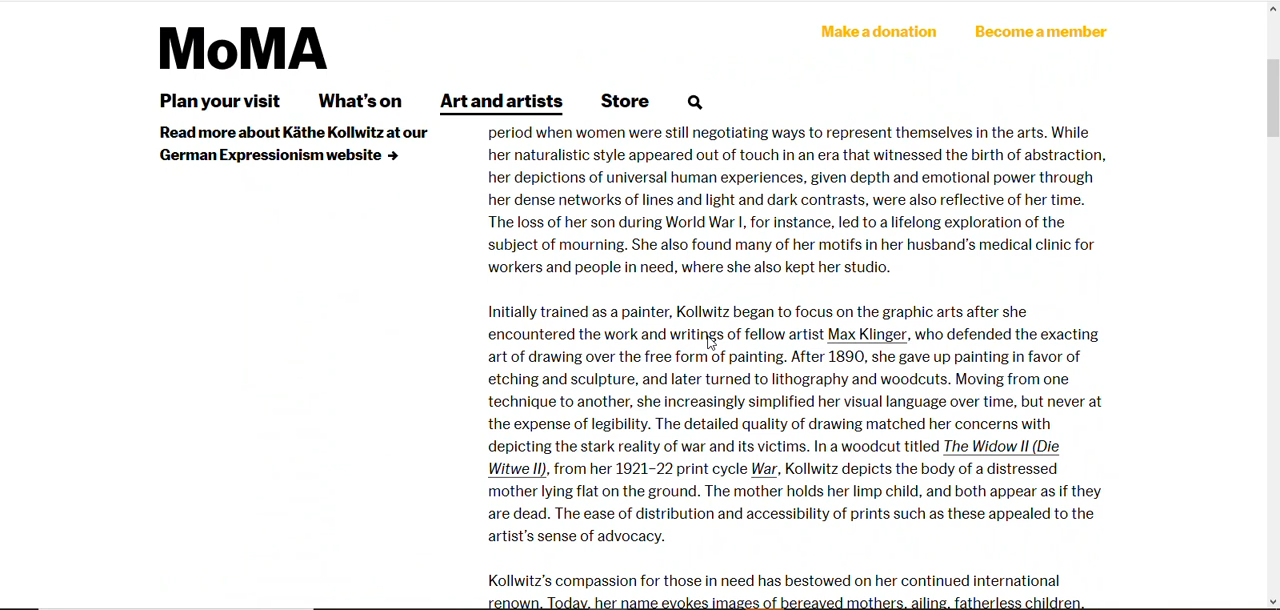 MoMA
Make a donation
Become a member
Plan your visit
What's on
Art and artists
Store
Read more about Käthe Kollwitz at our
German Expressionism website →
period when women were still negotiating ways to represent themselves in the arts. While
her naturalistic style appeared out of touch in an era that witnessed the birth of abstraction,
her depictions of universal human experiences, given depth and emotional power through
her dense networks of lines and light and dark contrasts, were also reflective of her time.
The loss of her son during World War I, for instance, led to a lifelong exploration of the
subject of mourning. She also found many of her motifs in her husband's medical clinic for
workers and people in need, where she also kept her studio.
Initially trained as a painter, Kollwitz began to focus on the graphic arts after she
encountered the work and writings of fellow artist Max Klinger, who defended the exacting
art of drawing over the free form of painting. After 1890, she gave up painting in favor of
etching and sculpture, and later turned to lithography and woodcuts. Moving from one
technique to another, she increasingly simplified her visual language over time, but never at
the expense of legibility. The detailed quality of drawing matched her concerns with
depicting the stark reality of war and its victims. In a woodcut titled The Widow II (Die
Witwe II), from her 1921–22 print cycle War, Kollwitz depicts the body of a distressed
mother lying flat on the ground. The mother holds her limp child, and both appear as if they
are dead. The ease of distribution and accessibility of prints such as these appealed to the
artist's sense of advocacy.
Kollwitz's compassion for those in need has bestowed on her continued international
renown. Today, her name evokes images of bereaved mothers, ailing, fatherless children,